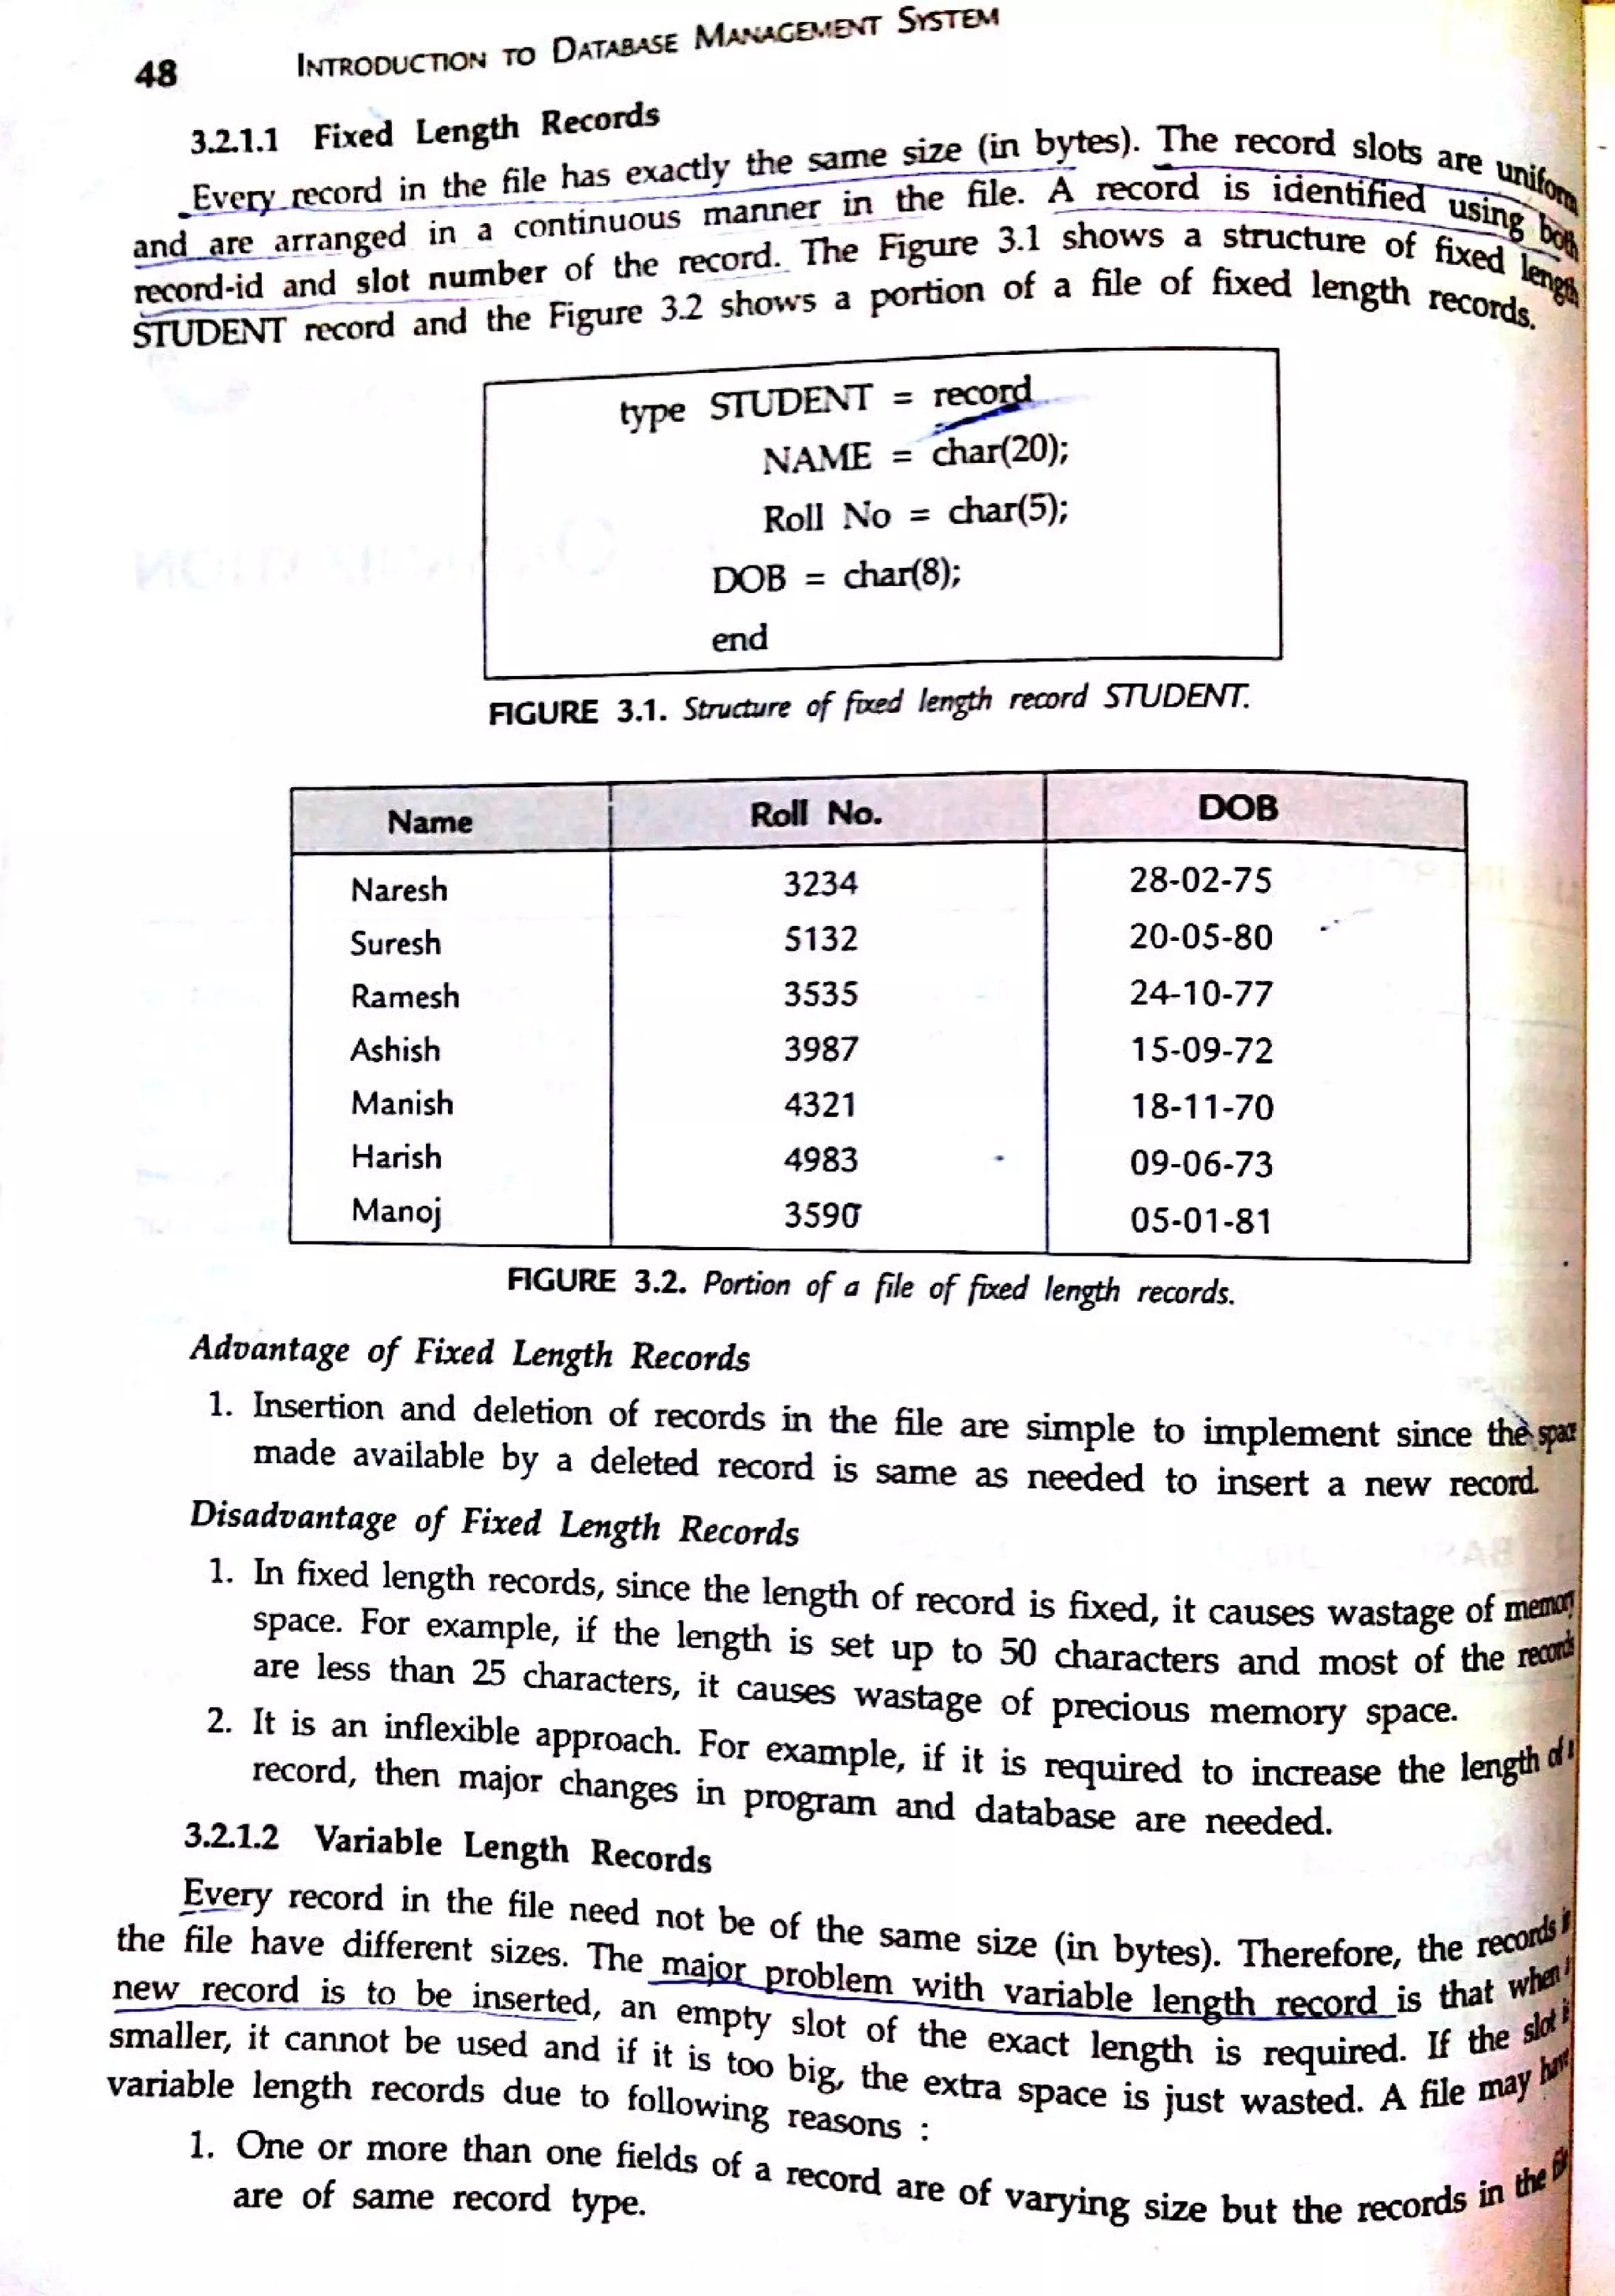 48 INTRODUCTION TO DATABASE MANAGEMENT SYSTEM
3.2.1.1 Fixed Length Records
Every record in the file has exactly the same size (in bytes). The record slots are uniform
and are arranged in a continuous manner in the file. A record is identified using both
record-id and slot number of the record. The Figure 3.1 shows a structure of fixed length
STUDENT record and the Figure 3.2 shows a portion of a file of fixed length records.
type STUDENT = record
NAME = char(20);
Roll No = char(5);
DOB = char(8);
end
FIGURE 3.1. Structure of fixed length record STUDENT.
Name Roll No. DOB
Naresh 3234 28-02-75
Suresh 5132 20-05-80
Ramesh 3535 24-10-77
Ashish 3987 15-09-72
Manish 4321 18-11-70
Harish 4983 09-06-73
Manoj 3590 05-01-81
FIGURE 3.2. Portion of a file of fixed length records.
Advantage of Fixed Length Records
1. Insertion and deletion of records in the file are simple to implement since the space
made available by a deleted record is same as needed to insert a new record.
Disadvantage of Fixed Length Records
1. In fixed length records, since the length of record is fixed, it causes wastage of memory
space. For example, if the length is set up to 50 characters and most of the records
are less than 25 characters, it causes wastage of precious memory space.
2. It is an inflexible approach. For example, if it is required to increase the length of
record, then major changes in program and database are needed.
3.2.1.2 Variable Length Records
Every record in the file need not be of the same size (in bytes). Therefore, the records
the file have different sizes. The major problem with variable length record is that when
new record is to be inserted, an empty slot of the exact length is required. If the slot
smaller, it cannot be used and if it is too big, the extra space is just wasted. A file may have
variable length records due to following reasons :
1. One or more than one fields of a record are of varying size but the records in the
are of same record type.